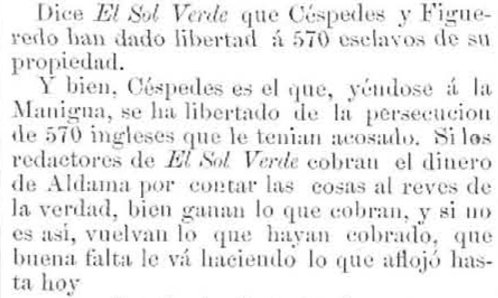 Dice El Sol Verde que Céspedes y Figue-
redo han dado libertad á 570 esclavos de su
propiedad.
Y bien, Céspedes es el que, yéndose á la
Manigua, se ha libertado de la persecucion
de 570 ingleses que le tenian acosado. Si los
redactores de El Sol Verde cobran el dinero
de Aldama por contar las cosas al reves de
la verdad, bien ganan lo que cobran, y si no
es así, vuelvan lo que hayan cobrado, que
buena falta le vá haciendo lo que aflojó has-
ta hoy